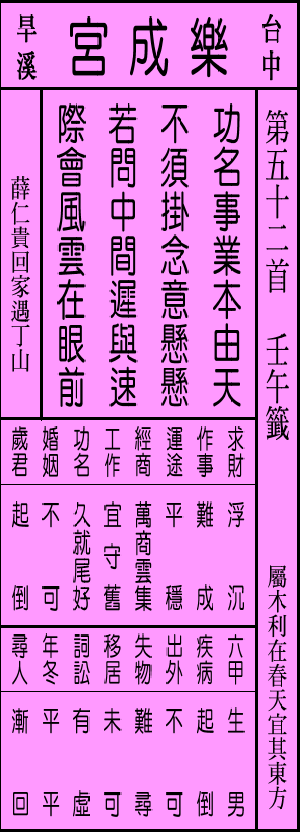 台中
樂成宮
旱溪
第五十二首 壬午籤
屬木利在春天宜其東方
功名事業本由天
不須掛念意懸懸
若問中間遲與速
際會風雲在眼前
薛仁貴回家遇丁山
求財 浮沉
作事 難成
運途 平穩
經商 萬商雲集
工作 宜守舊
功名 久就尾好
婚姻 不可
歲君 起倒
六甲 生男
疾病 起倒
出外 不可
失物 難尋
移居 未可
詞訟 有虛
年冬 平平
尋人 漸回